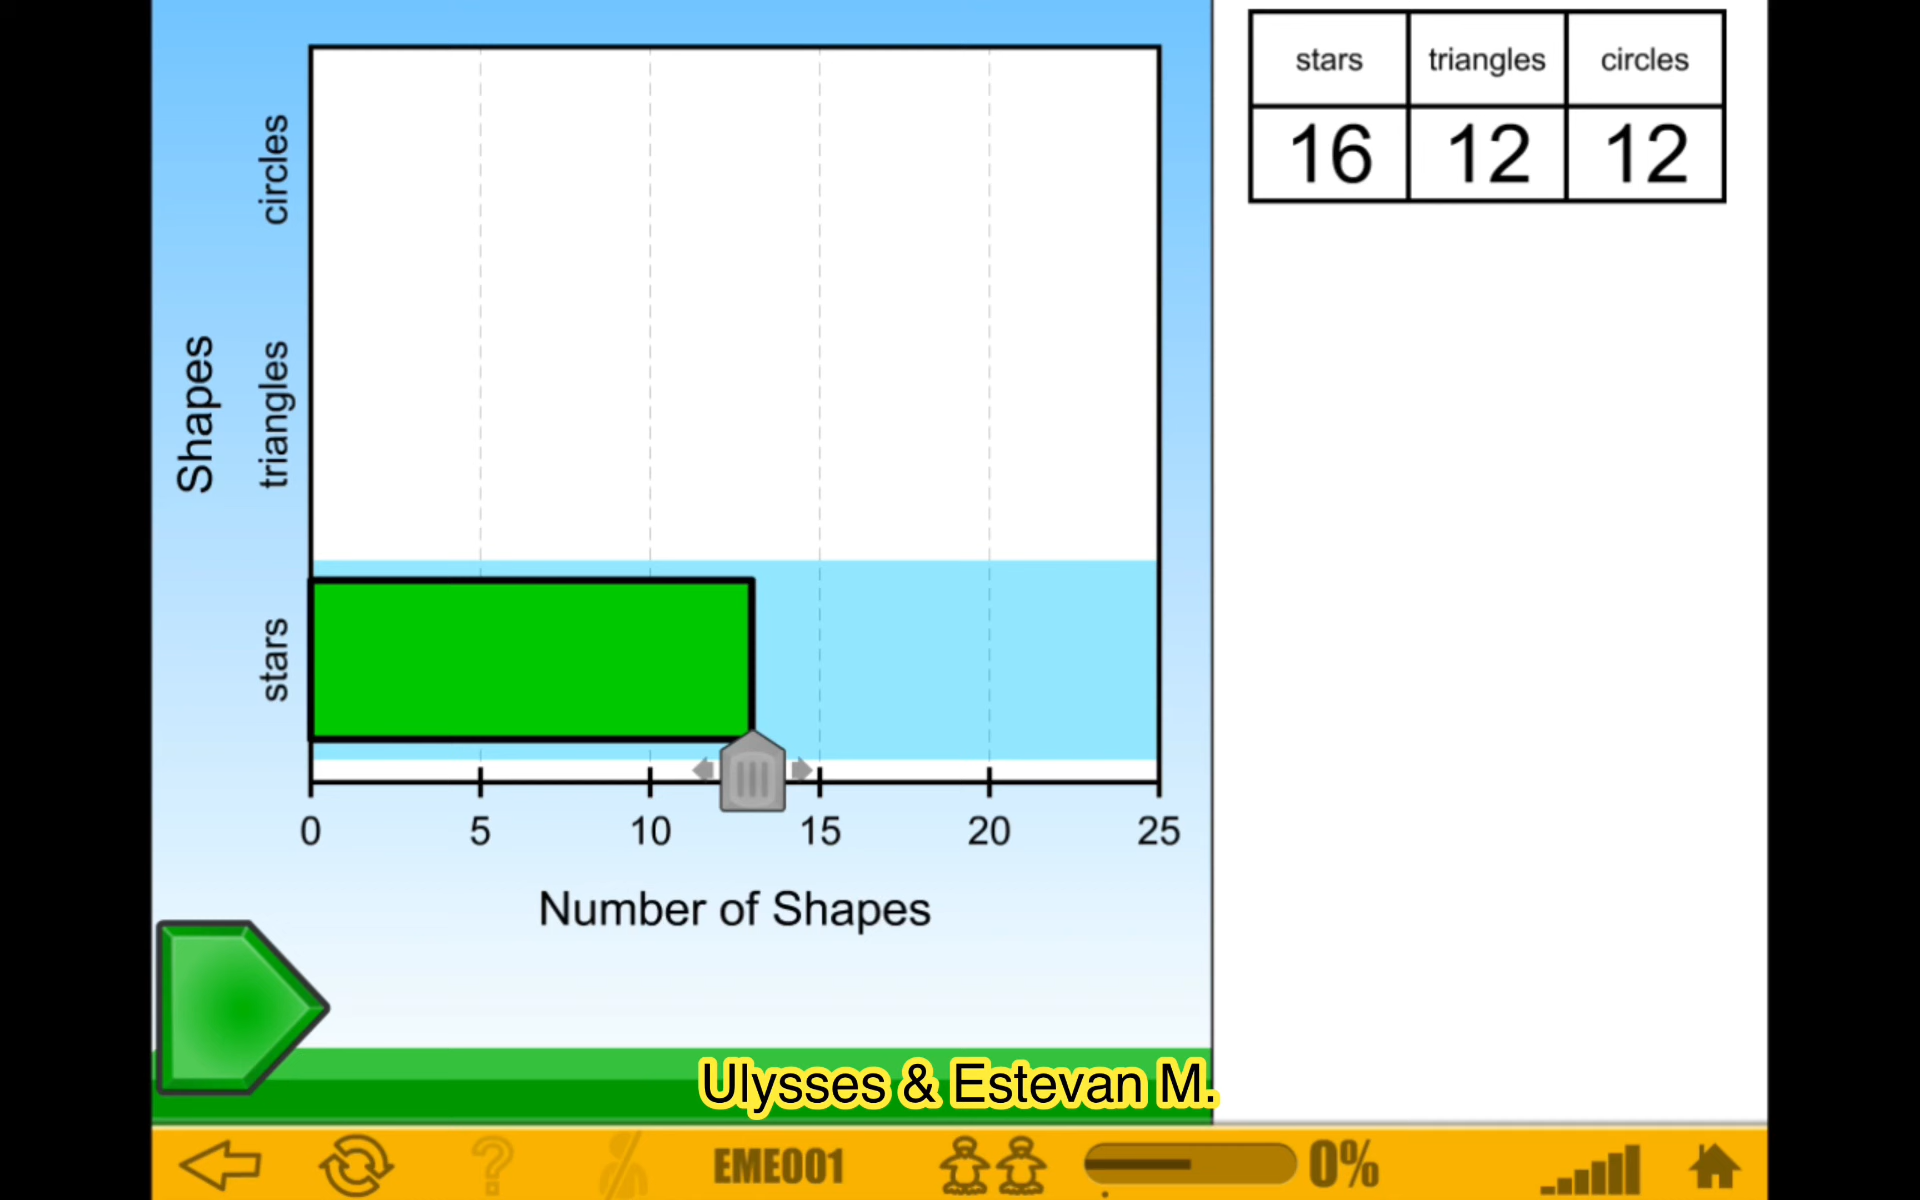 stars triangles circles
16 12 12
circles
triangles
stars
Shapes
0 5 10 15 20 25
Number of Shapes
Ulysses & Estevan M.
? EME001 0%